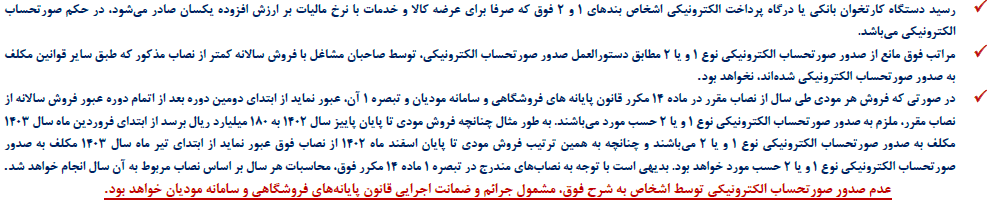 رسید دستگاه کارتخوان بانکی یا درگاه پرداخت الکترونیکی اشخاص بندهای ۱ و ۲ فوق که صرفا برای عرضه کالا و خدمات با نرخ مالیات بر ارزش افزوده یکسان صادر می‌شود، در حکم صورتحساب
الکترونیکی می‌باشد.
مراتب فوق مانع از صدور صورتحساب الکترونیکی نوع ۱ و یا ۲ مطابق دستورالعمل صدور صورتحساب الکترونیکی، توسط صاحبان مشاغل با فروش سالانه کمتر از نصاب مذکور که طبق سایر قوانین مکلف
به صدور صورتحساب الکترونیکی شده‌اند، نخواهد بود.
در صورتی که فروش هر مودی طی سال از نصاب مقرر در ماده ۱۴ مکرر قانون پایانه های فروشگاهی و سامانه مودیان و تبصره ۱ آن، عبور نماید از ابتدای دومین دوره بعد از اتمام دوره عبور فروش سالانه از
نصاب مقرر، ملزم به صدور صورتحساب الکترونیکی نوع ۱ و یا ۲ حسب مورد می‌باشند. به طور مثال چنانچه فروش مودی تا پایان پاییز سال ۱۴۰۲ به ۱۸۰ میلیارد ریال برسد از ابتدای فروردین ماه سال ۱۴۰۳
مکلف به صدور صورتحساب الکترونیکی نوع ۱ و یا ۲ می‌باشند و چنانچه به همین ترتیب فروش مودی تا پایان اسفند ماه ۱۴۰۲ از نصاب فوق عبور نماید از ابتدای تیر ماه سال ۱۴۰۳ مکلف به صدور
صورتحساب الکترونیکی نوع ۱ و یا ۲ حسب مورد خواهد بود. بدیهی است با توجه به نصاب‌های مندرج در تبصره ۱ ماده ۱۴ مکرر فوق، محاسبات هر سال بر اساس نصاب مربوط به آن سال انجام خواهد شد.
عدم صدور صورتحساب الکترونیکی توسط اشخاص به شرح فوق، مشمول جرائم و ضمانت اجرایی قانون پایانه‌های فروشگاهی و سامانه مودیان خواهد بود.